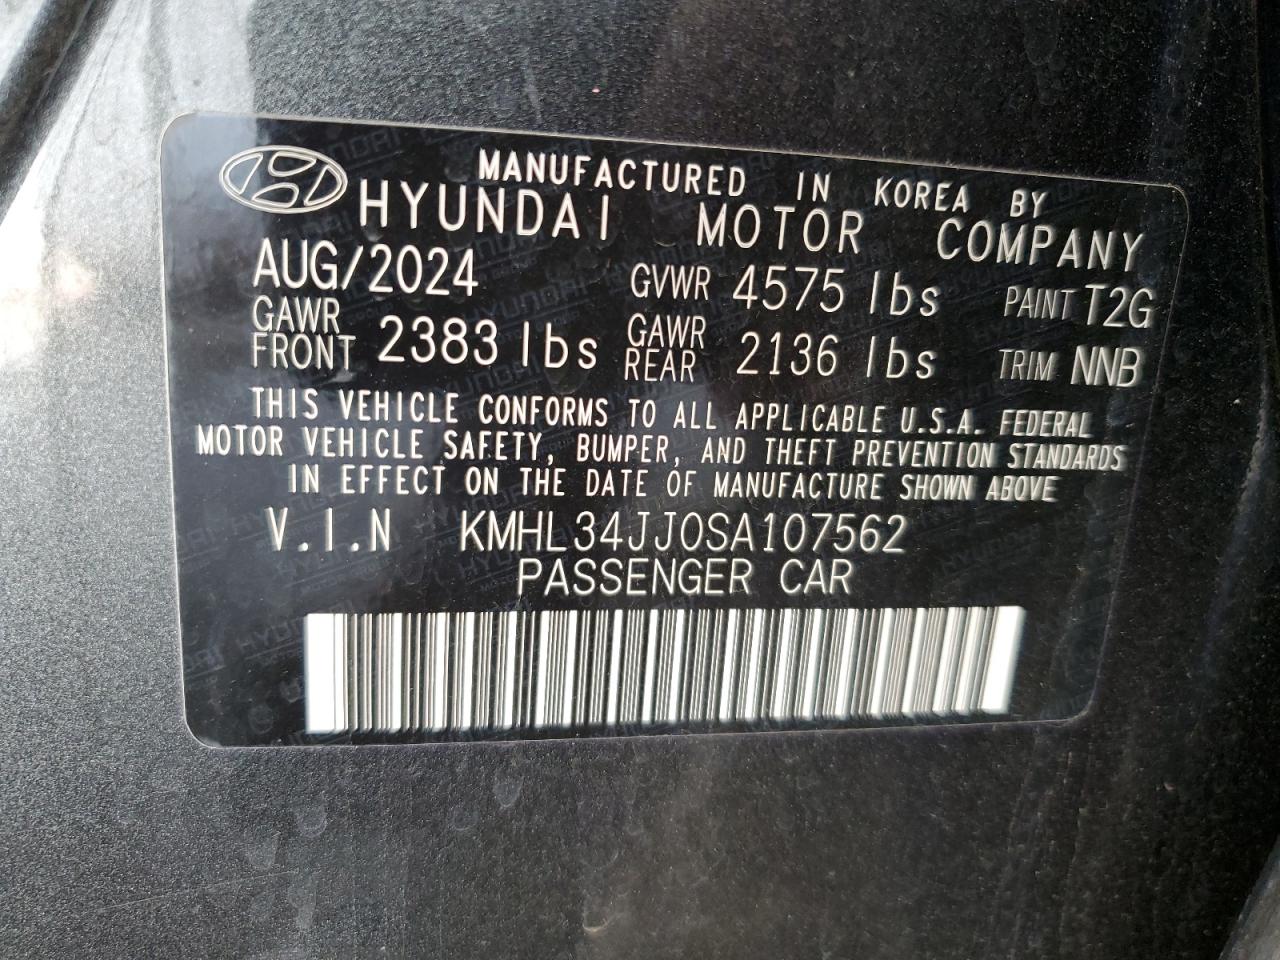 MANUFACTURED IN KOREA BY
HYUNDAI MOTOR COMPANY
AUG/2024 GVWR 4575 lbs PAINT T2G
GAWR FRONT 2383 lbs GAWR REAR 2136 lbs TRIM NNB
THIS VEHICLE CONFORMS TO ALL APPLICABLE U.S.A. FEDERAL
MOTOR VEHICLE SAFETY, BUMPER, AND THEFT PREVENTION STANDARDS
IN EFFECT ON THE DATE OF MANUFACTURE SHOWN ABOVE
V.I.N KMHL34JJ0SA107562
PASSENGER CAR